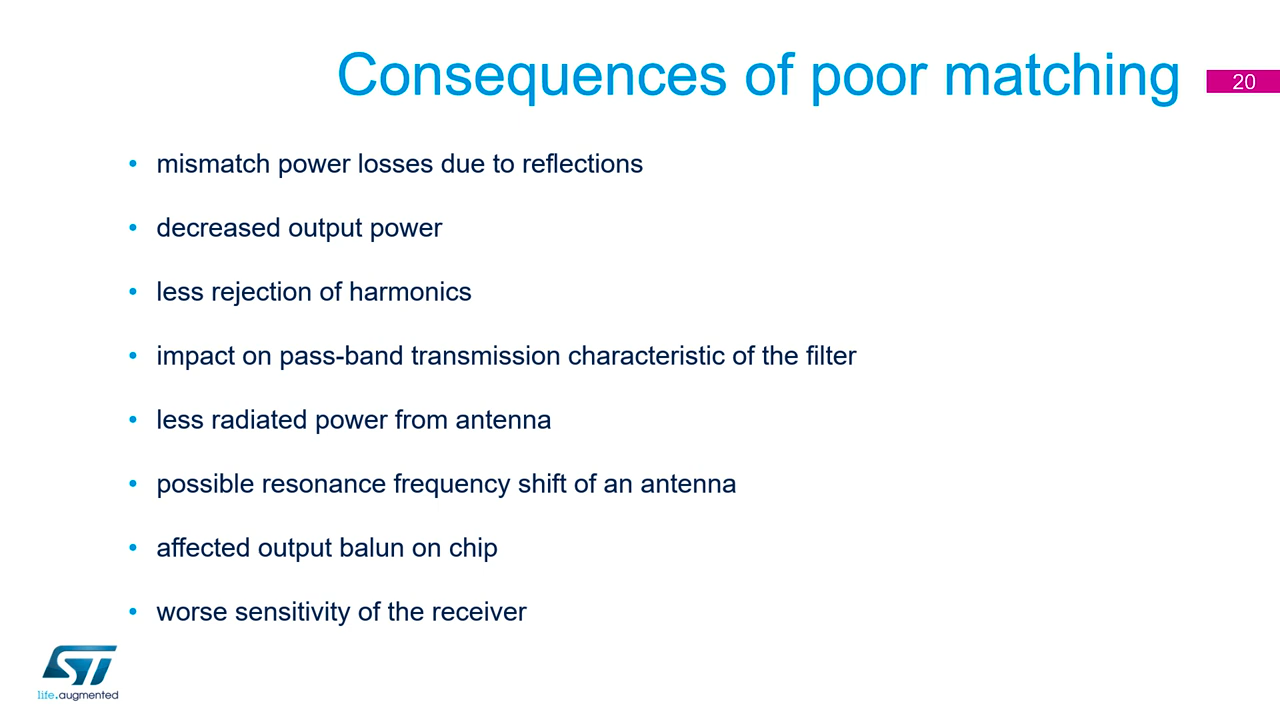 Consequences of poor matching
20
• mismatch power losses due to reflections
• decreased output power
• less rejection of harmonics
• impact on pass-band transmission characteristic of the filter
• less radiated power from antenna
• possible resonance frequency shift of an antenna
• affected output balun on chip
• worse sensitivity of the receiver
ST
life.augmented